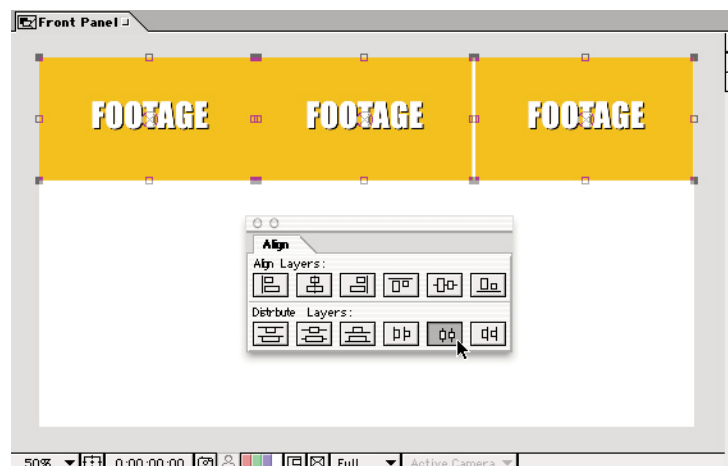 Front Panel
FOOTAGE FOOTAGE FOOTAGE
Align
Align Layers:
Distribute Layers:
50% 0:00:00:00 Full Active Camera